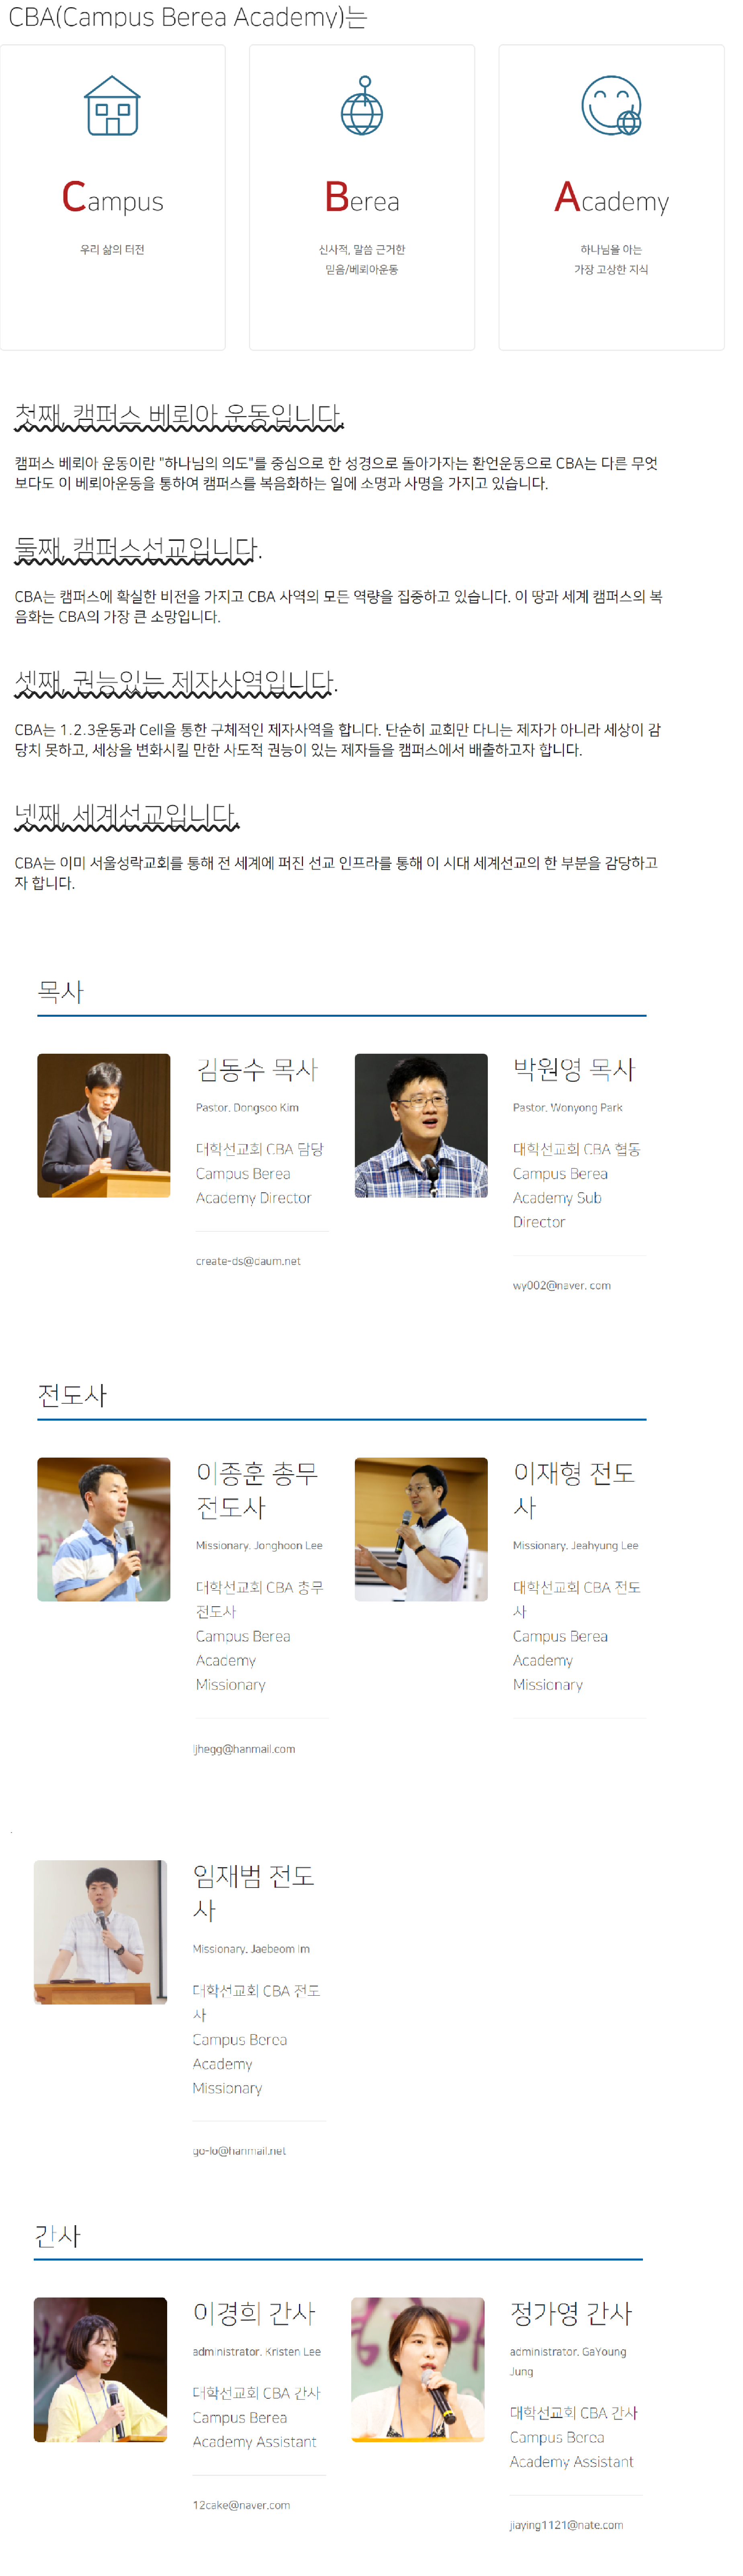 CBA(Campus Berea Academy)는
Campus
우리 삶의 터전
Berea
신사적, 말씀 근거한
믿음/베뢰아운동
Academy
하나님을 아는
가장 고상한 지식
첫째, 캠퍼스 베뢰아 운동입니다.
캠퍼스 베뢰아 운동이란 "하나님의 의도"를 중심으로 한 성경으로 돌아가자는 환언운동으로 CBA는 다른 무엇
보다도 이 베뢰아운동을 통하여 캠퍼스를 복음화하는 일에 소명과 사명을 가지고 있습니다.
둘째, 캠퍼스선교입니다.
CBA는 캠퍼스에 확실한 비전을 가지고 CBA 사역의 모든 역량을 집중하고 있습니다. 이 땅과 세계 캠퍼스의 복
음화는 CBA의 가장 큰 소망입니다.
셋째, 권능있는 제자사역입니다.
CBA는 1.2.3운동과 Cell을 통한 구체적인 제자사역을 합니다. 단순히 교회만 다니는 제자가 아니라 세상이 감
당치 못하고, 세상을 변화시킬 만한 사도적 권능이 있는 제자들을 캠퍼스에서 배출하고자 합니다.
넷째, 세계선교입니다.
CBA는 이미 서울성락교회를 통해 전 세계에 퍼진 선교 인프라를 통해 이 시대 세계선교의 한 부분을 감당하고
자 합니다.
목사
김동수 목사
Pastor. Dongsoo Kim
대학선교회 CBA 담당
Campus Berea
Academy Director
create-ds@daum.net
박원영 목사
Pastor. Wonyong Park
대학선교회 CBA 협동
Campus Berea
Academy Sub
Director
wy002@naver. com
전도사
이종훈 총무
전도사
Missionary. Jonghoon Lee
대학선교회 CBA 총무
전도사
Campus Berea
Academy
Missionary
ljhegg@hanmail.com
이재형 전도
사
Missionary. Jeahyung Lee
대학선교회 CBA 전도
사
Campus Berea
Academy
Missionary
임재범 전도
사
Missionary. Jaebeom Im
대학선교회 CBA 전도
사
Campus Berea
Academy
Missionary
go-lo@hanmail.net
간사
이경희 간사
administrator. Kristen Lee
대학선교회 CBA 간사
Campus Berea
Academy Assistant
12cake@naver.com
정가영 간사
administrator. GaYoung
Jung
대학선교회 CBA 간사
Campus Berea
Academy Assistant
jiaying1121@nate.com